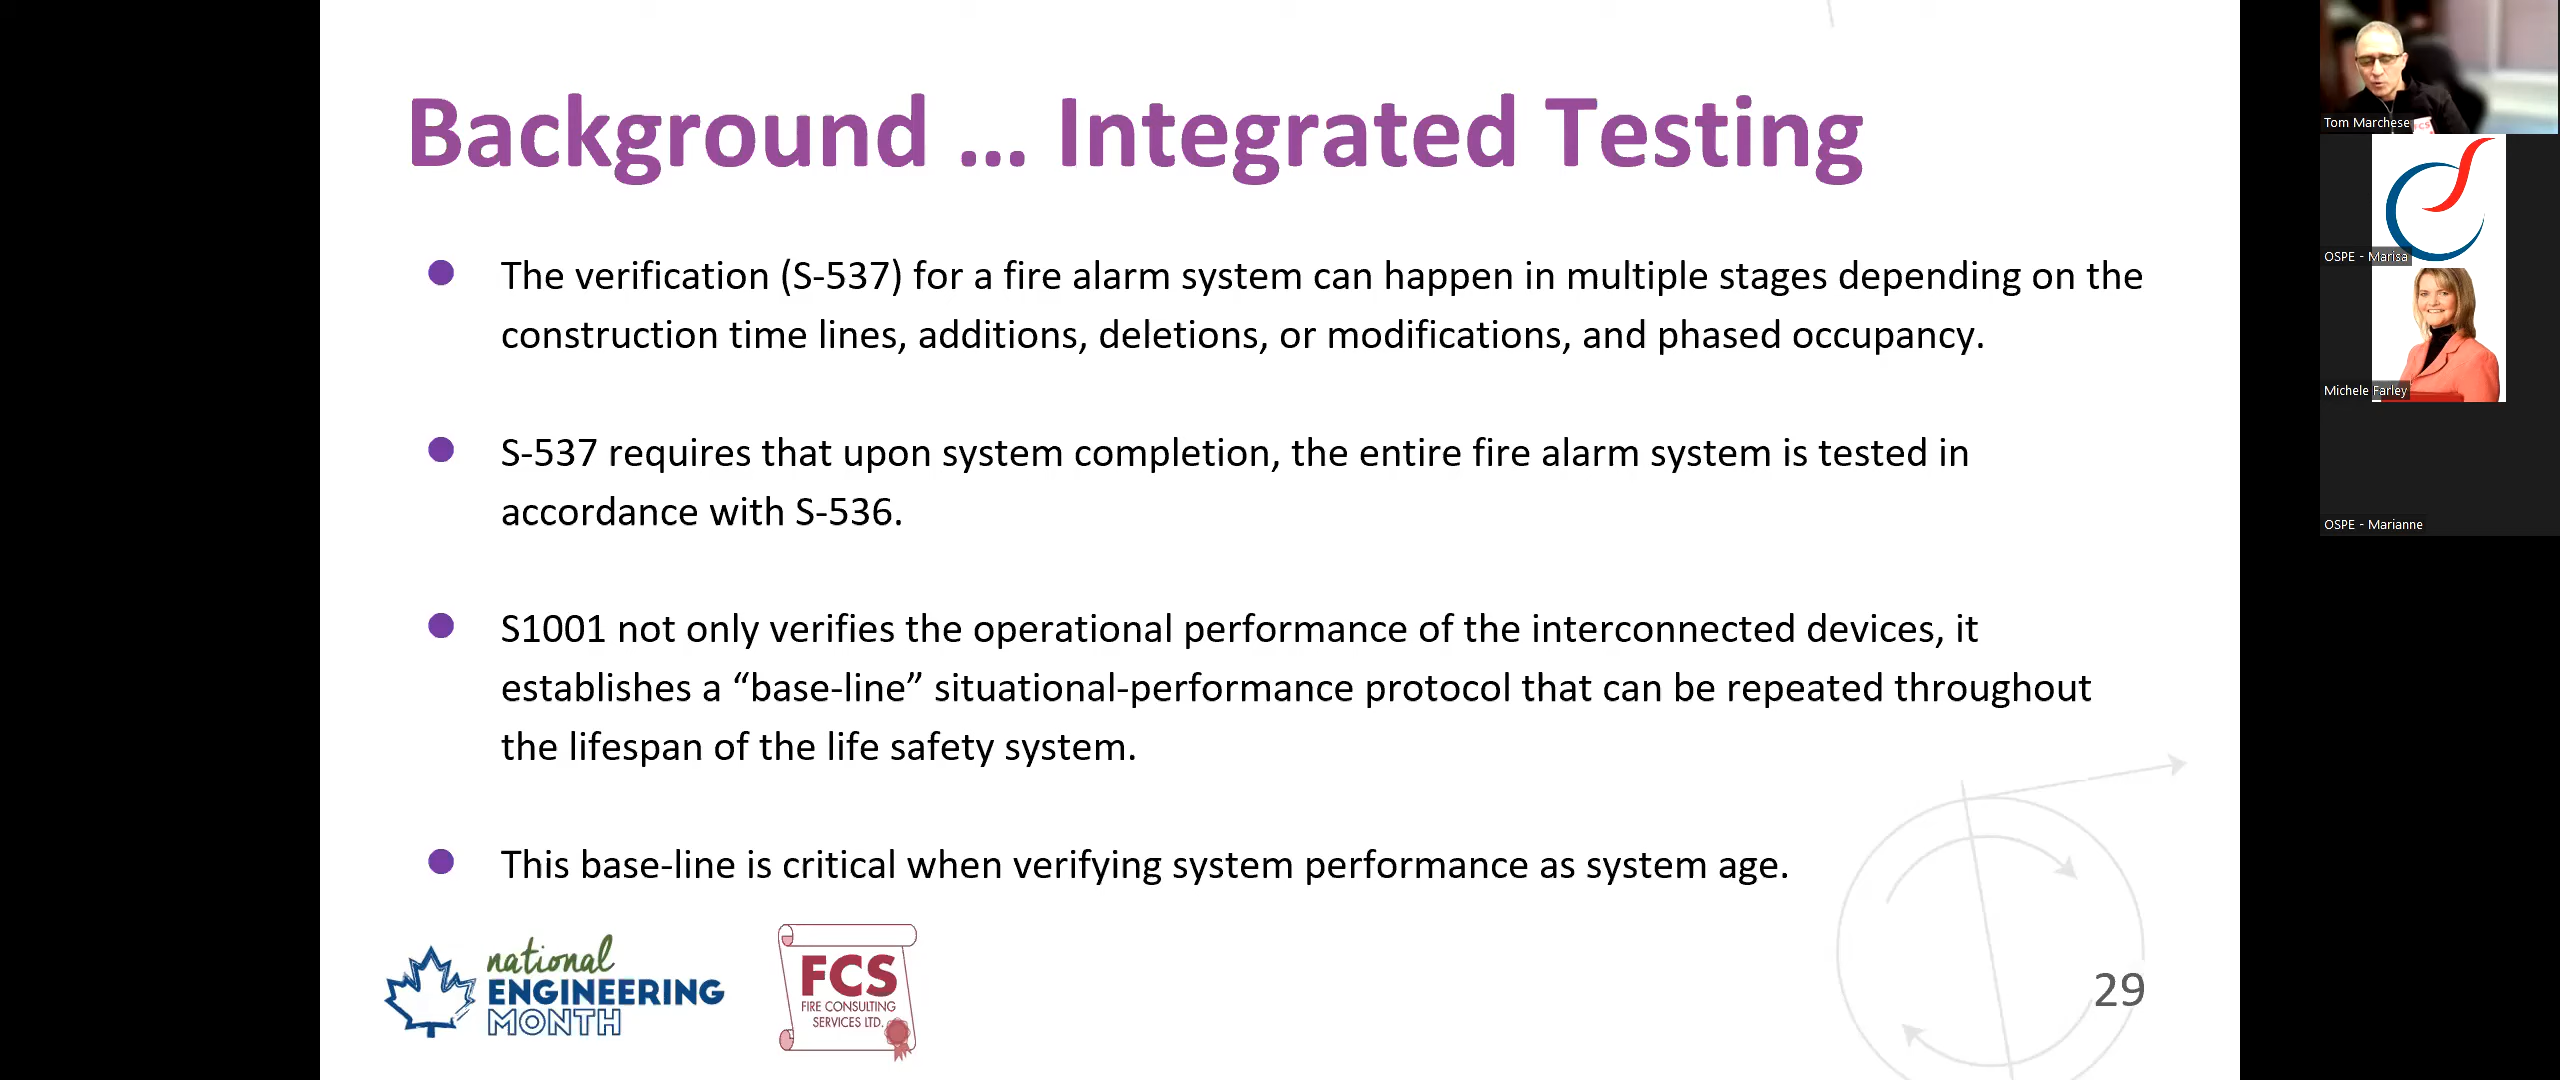 Background ... Integrated Testing
● The verification (S-537) for a fire alarm system can happen in multiple stages depending on the
construction time lines, additions, deletions, or modifications, and phased occupancy.
● S-537 requires that upon system completion, the entire fire alarm system is tested in
accordance with S-536.
● S1001 not only verifies the operational performance of the interconnected devices, it
establishes a “base-line” situational-performance protocol that can be repeated throughout
the lifespan of the life safety system.
● This base-line is critical when verifying system performance as system age.
national
ENGINEERING
MONTH
FCS
FIRE CONSULTING
SERVICES LTD.
29
Tom Marchese
OSPE - Marisa
Michele Farley
OSPE - Marianne